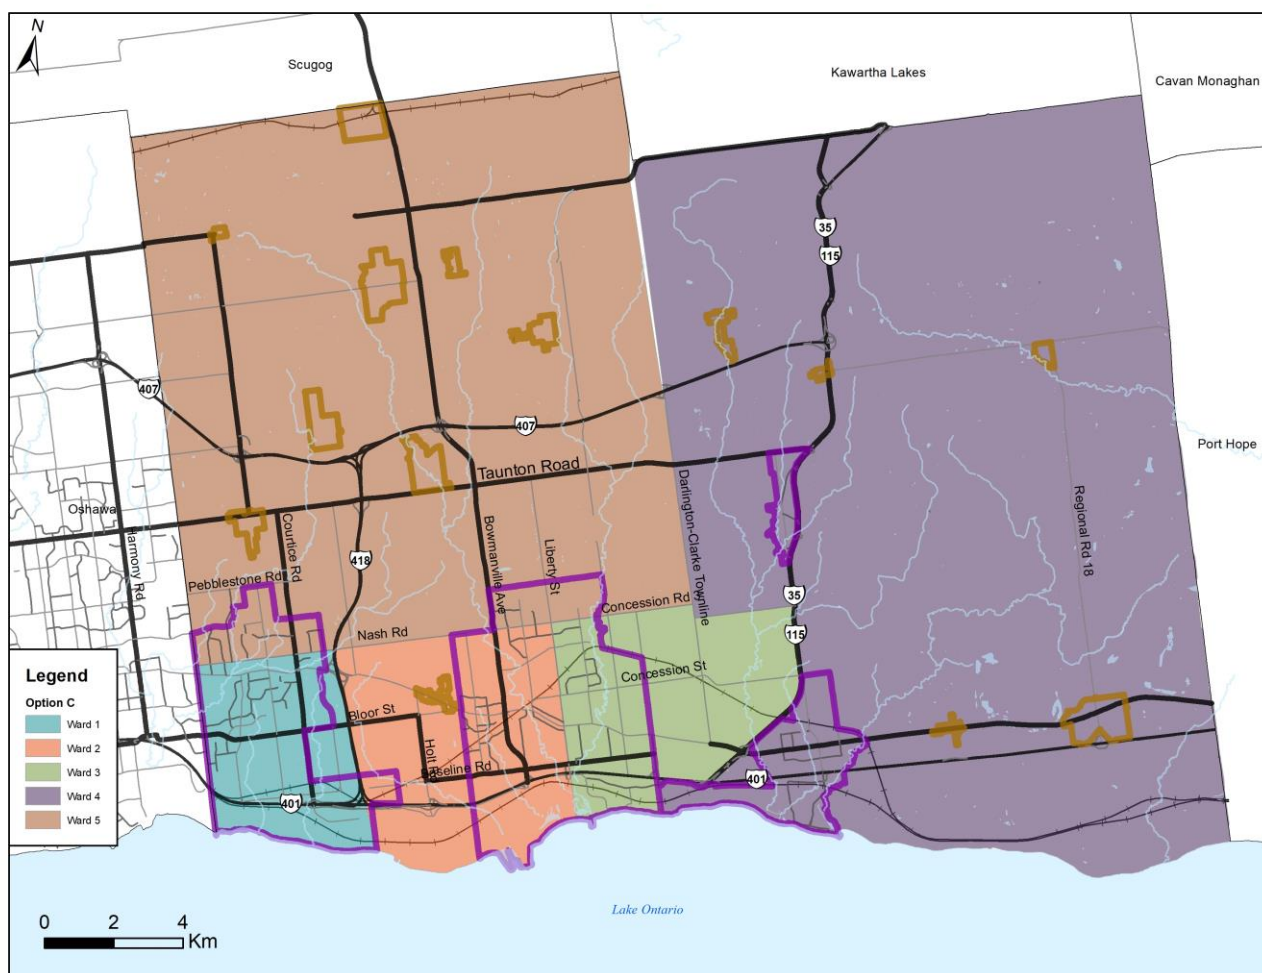 N
Scugog
Kawartha Lakes
Cavan Monaghan
35
115
407
407
Port Hope
Taunton Road
Oshawa
Harmony Rd
Courtice Rd
418
Bowmanville Ave
Liberty St
Darlington-Clarke Townline
Regional Rd 18
Pebblestone Rd
35
Concession Rd
115
Nash Rd
Concession St
Bloor St
Holt Rd
Baseline Rd
401
401
Legend
Option C
Ward 1
Ward 2
Ward 3
Ward 4
Ward 5
Lake Ontario
0 2 4
Km